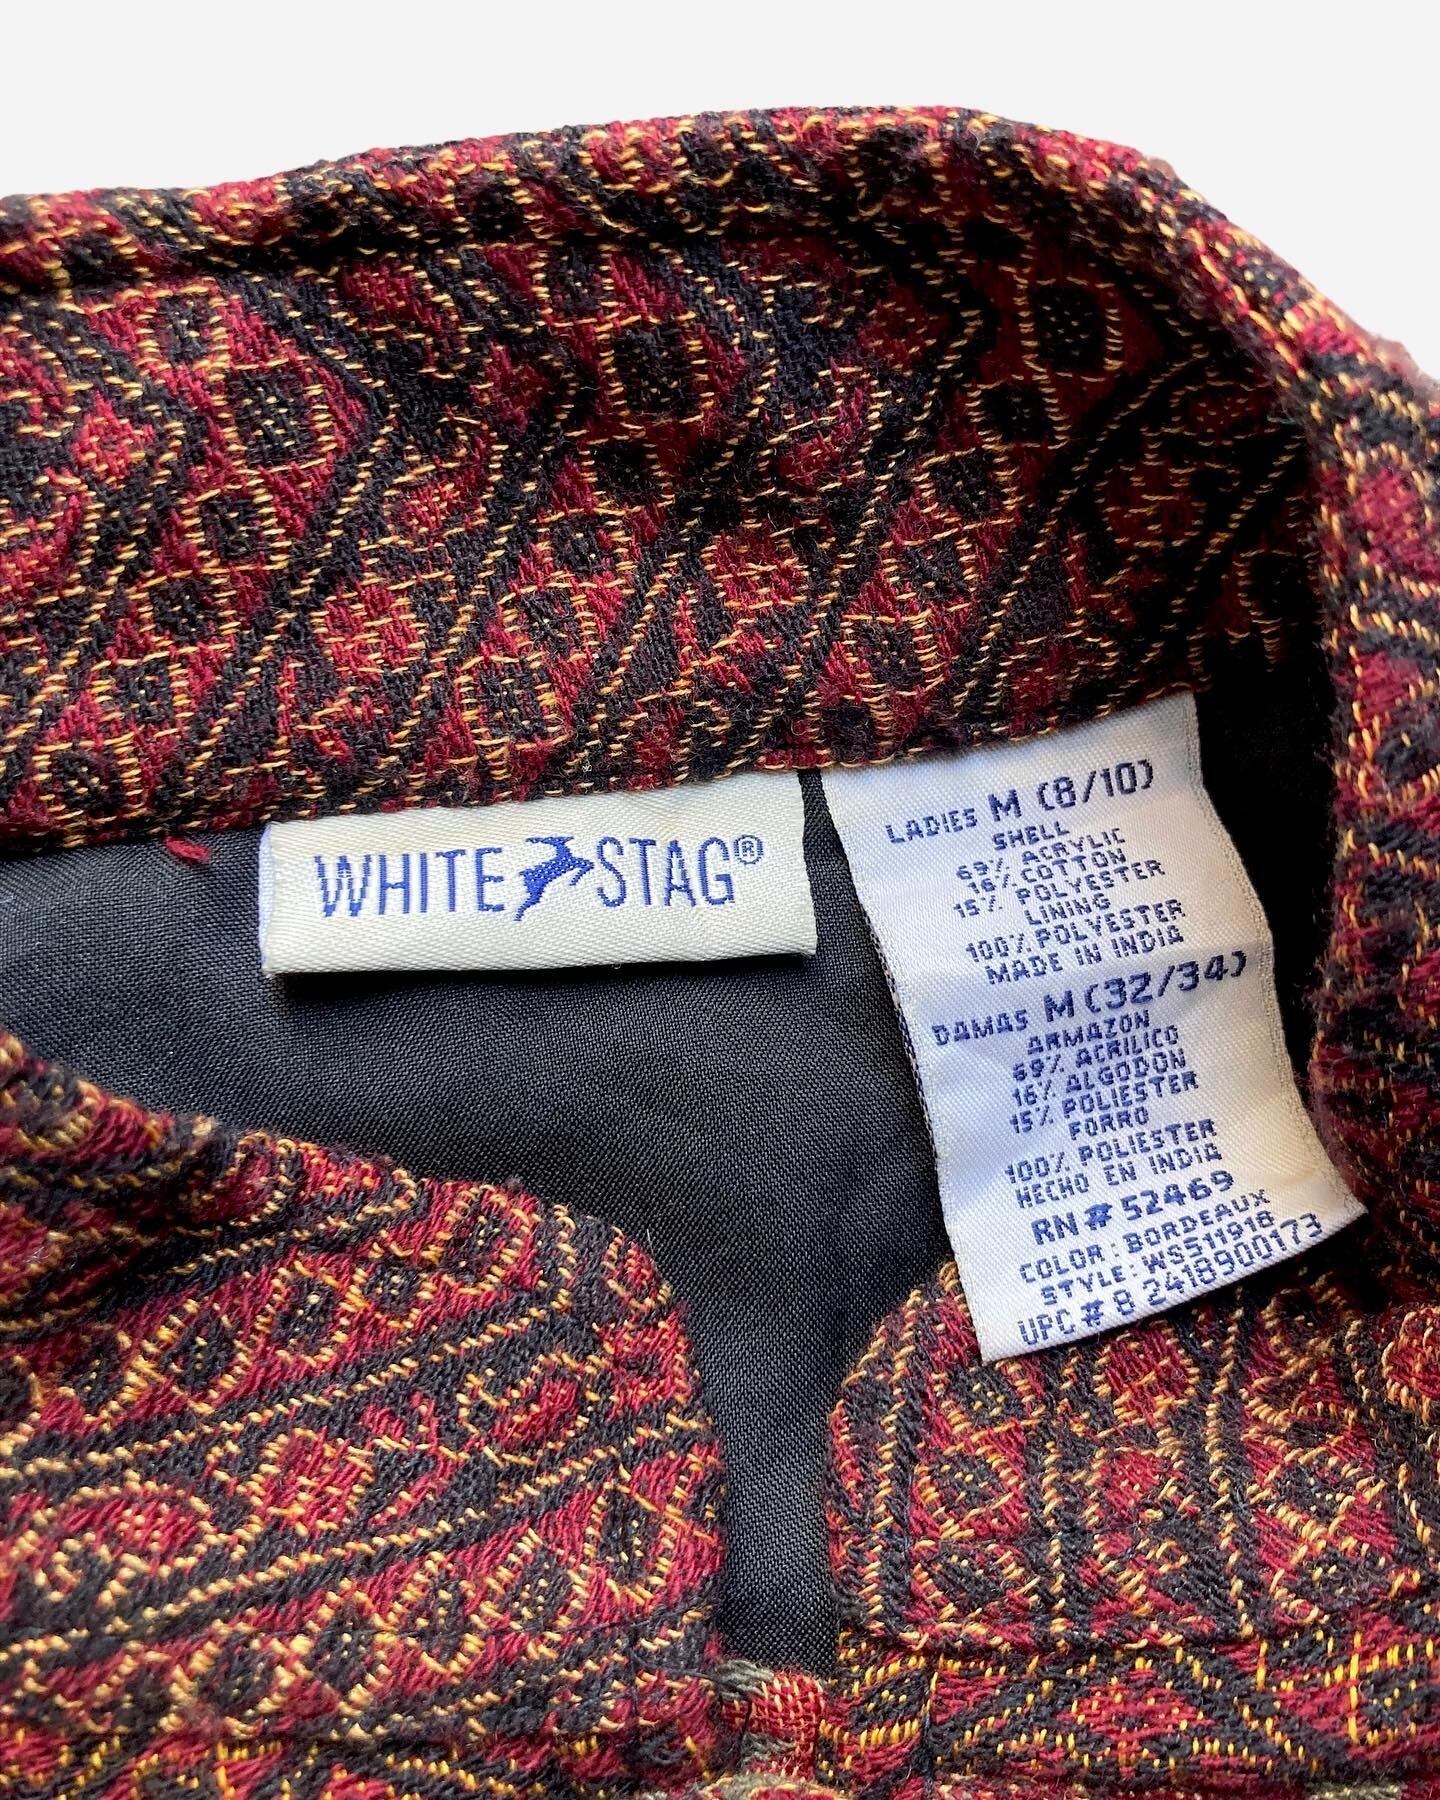 WHITE STAG®
LADIES M (8/10)
SHELL
69% ACRYLIC
16% COTTON
15% POLYESTER
LINING
100% POLYESTER
MADE IN INDIA
DAMAS M (32/34)
ARMAZON
69% ACRILICO
16% ALGODON
15% POLIESTER
FORRO
100% POLIESTER
HECHO EN INDIA
RN# 52469
COLOR: BORDEAUX
STYLE: WS511918
UPC# 8 2418900173